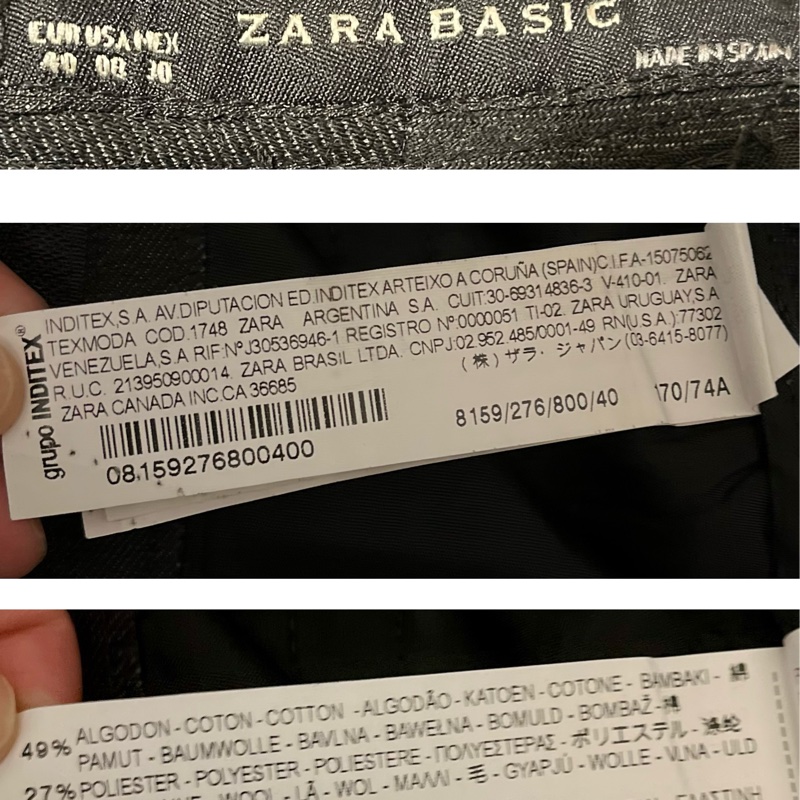 ZARA BASIC
EUR USA MEX
40 08 30
MADE IN SPAIN
grupo INDITEX®
INDITEX,S.A. AV.DIPUTACION ED.INDITEX ARTEIXO A CORUÑA (SPAIN)C.I.F.A-15075062
TEXMODA COD.1748 ZARA ARGENTINA S.A. CUIT:30-69314836-3 V-410-01. ZARA
VENEZUELA,S.A RIF:Nº J30536946-1 REGISTRO Nº:0000051 TI-02. ZARA URUGUAY,S.A
R.U.C. 213950900014. ZARA BRASIL LTDA. CNPJ:02 952.485/0001-49 RN(U.S.A.):77302
ZARA CANADA INC.CA 36685 (株) ザラ・ジャパン (03-6415-8077)
08159276800400
8159/276/800/40
170/74A
49% ALGODON - COTON - COTTON - ALGODÃO - KATOEN - COTONE - BAMBAKI - 綿
PAMUT - BAUMWOLLE - BAVLNA - BAWEŁNA - BOMULD - BOMBAŽ - 棉
27% POLIESTER - POLYESTER - POLIESTERE - ΠΟΛΥΕΣΤΕΡΑΣ - ポリエステル - 涤纶
WOOL - LÃ - WOL - ΜΑΛΛΙ - 毛 - GYAPJÚ - WOLLE - VLNA - ULD